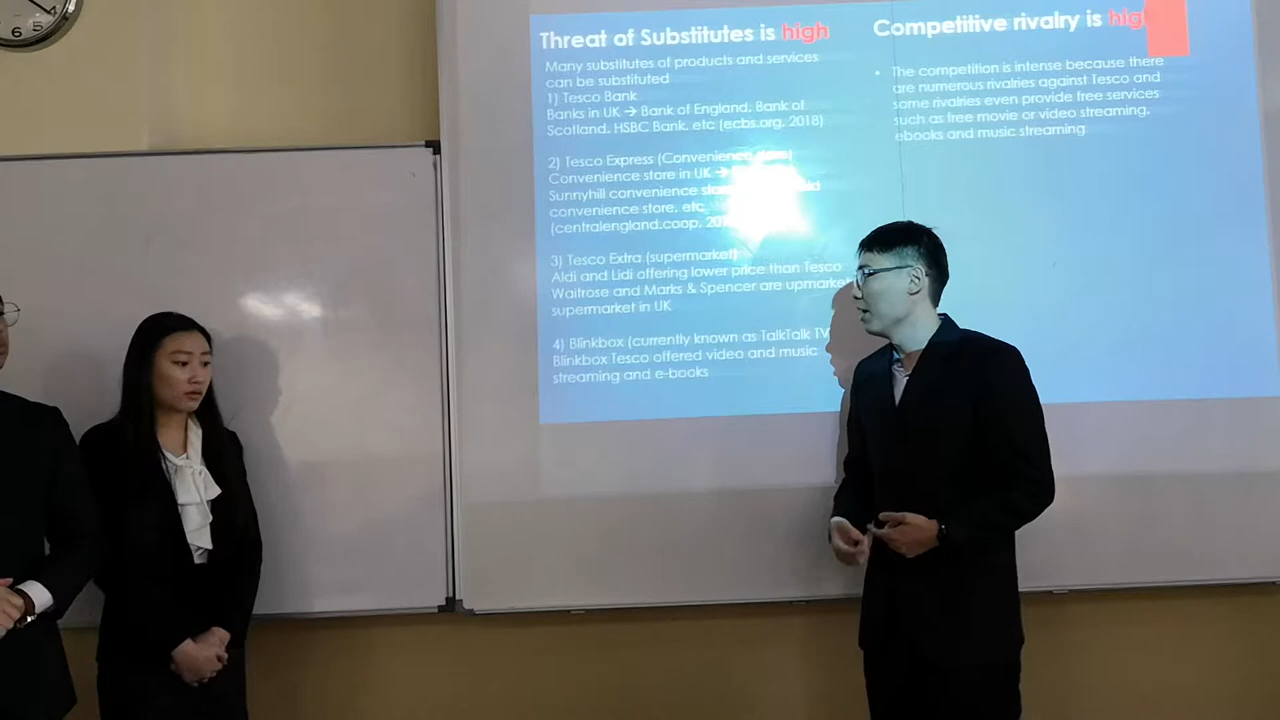 Threat of Substitutes is high
Many substitutes of products and services
can be substituted
1) Tesco Bank
Banks in UK → Bank of England, Bank of
Scotland, HSBC Bank, etc (ecbs.org, 2018)
2) Tesco Express (Convenience store)
Convenience store in UK →
Sunnyhill convenience
convenience store, etc
(centralengland.coop, 20
3) Tesco Extra (supermarket)
Aldi and Lidi offering lower price than Tesco
Waitrose and Marks & Spencer are upmarket
supermarket in UK
4) Blinkbox (currently known as TalkTalk TV
Blinkbox Tesco offered video and music
streaming and e-books
Competitive rivalry is hig
• The competition is intense because there
are numerous rivalries against Tesco and
some rivalries even provide free services
such as free movie or video streaming,
ebooks and music streaming
6 5 4